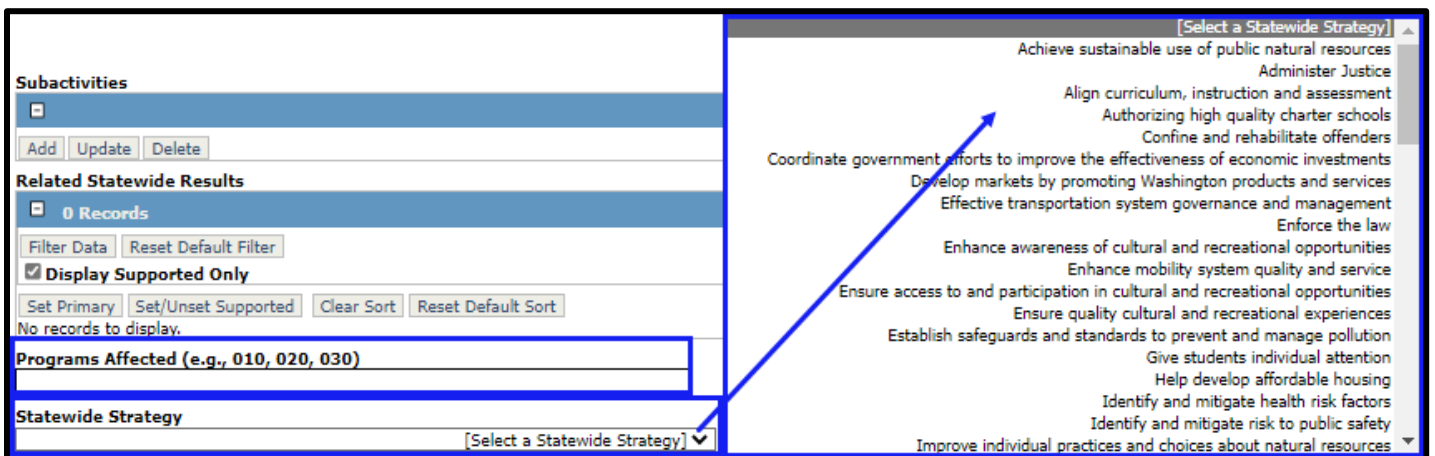 Subactivities
Add Update Delete
Related Statewide Results
0 Records
Filter Data Reset Default Filter
Display Supported Only
Set Primary Set/Unset Supported Clear Sort Reset Default Sort
No records to display.
Programs Affected (e.g., 010, 020, 030)
Statewide Strategy
[Select a Statewide Strategy]
[Select a Statewide Strategy]
Achieve sustainable use of public natural resources
Administer Justice
Align curriculum, instruction and assessment
Authorizing high quality charter schools
Confine and rehabilitate offenders
Coordinate government efforts to improve the effectiveness of economic investments
Develop markets by promoting Washington products and services
Effective transportation system governance and management
Enforce the law
Enhance awareness of cultural and recreational opportunities
Enhance mobility system quality and service
Ensure access to and participation in cultural and recreational opportunities
Ensure quality cultural and recreational experiences
Establish safeguards and standards to prevent and manage pollution
Give students individual attention
Help develop affordable housing
Identify and mitigate health risk factors
Identify and mitigate risk to public safety
Improve individual practices and choices about natural resources